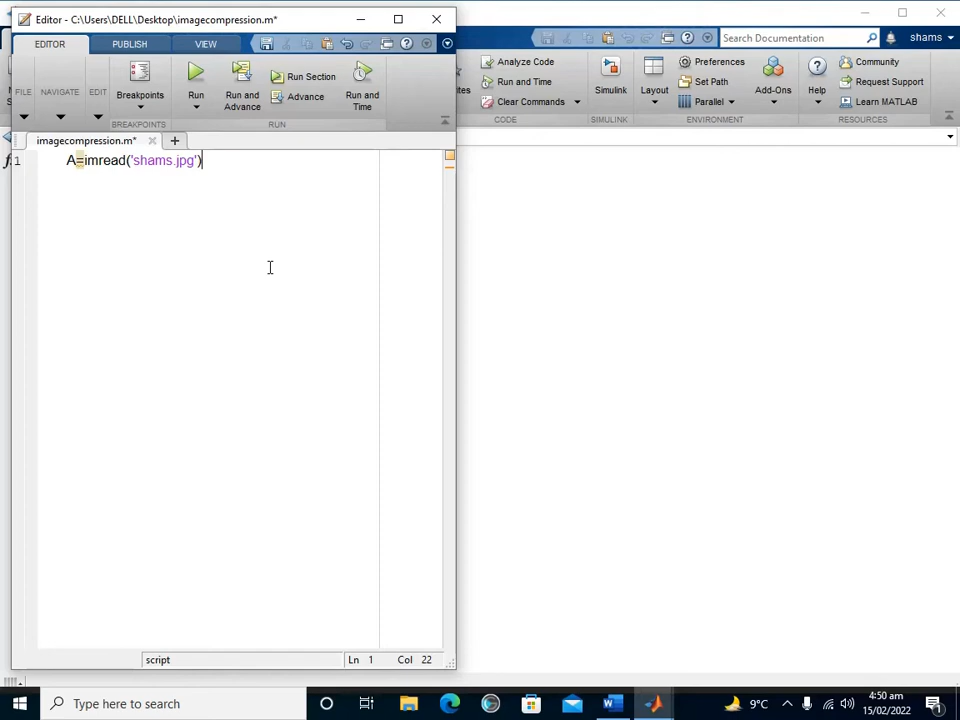 Editor - C:\Users\DELL\Desktop\imagecompression.m*
EDITOR
PUBLISH
VIEW
Search Documentation
shams
FILE
NAVIGATE
EDIT
Breakpoints
Run
Run and
Advance
Run Section
Advance
Run and
Time
BREAKPOINTS
RUN
Analyze Code
Run and Time
Clear Commands
Simulink
Layout
Preferences
Set Path
Parallel
Add-Ons
Help
Community
Request Support
Learn MATLAB
CODE
SIMULINK
ENVIRONMENT
RESOURCES
imagecompression.m*
1 A=imread('shams.jpg')
script
Ln 1
Col 22
Type here to search
9°C
4:50 am
15/02/2022